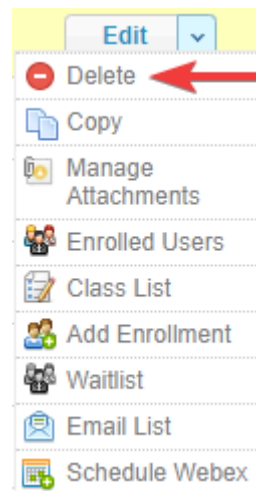 Edit
Delete
Copy
Manage
Attachments
Enrolled Users
Class List
Add Enrollment
Waitlist
Email List
Schedule Webex